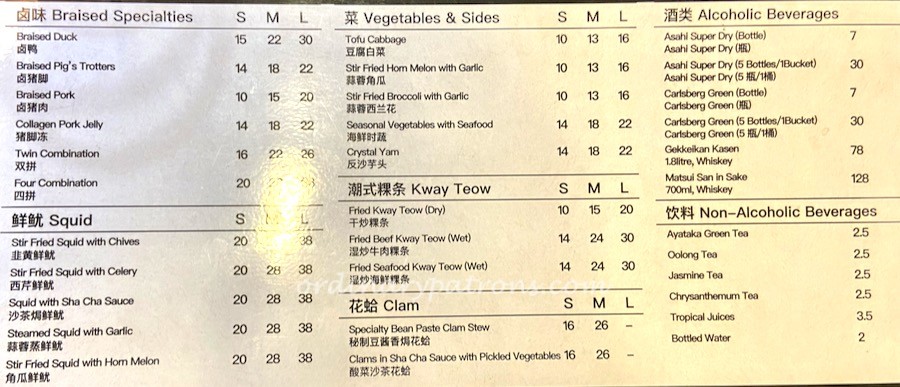 卤味 Braised Specialties S M L
Braised Duck 15 22 30
卤鸭
Braised Pig's Trotters 14 18 22
卤猪脚
Braised Pork 10 15 20
卤猪肉
Collagen Pork Jelly 14 18 22
猪脚冻
Twin Combination 16 22 26
双拼
Four Combination 20
四拼
鲜鱿 Squid S M L
Stir Fried Squid with Chives 20 38
韭黄鲜鱿
Stir Fried Squid with Celery 20 28 38
西芹鲜鱿
Squid with Sha Cha Sauce 20 28 38
沙茶焗鲜鱿
Steamed Squid with Garlic 20 28 38
蒜蓉蒸鲜鱿
Stir Fried Squid with Horn Melon 20 28 38
角瓜鲜鱿
菜 Vegetables & Sides S M L
Tofu Cabbage 10 13 16
豆腐白菜
Stir Fried Horn Melon with Garlic 10 13 16
蒜蓉角瓜
Stir Fried Broccoli with Garlic 10 13 16
蒜蓉西兰花
Seasonal Vegetables with Seafood 14 18 22
海鲜时蔬
Crystal Yam 14 18 22
反沙芋头
潮式粿条 Kway Teow S M L
Fried Kway Teow (Dry) 10 15 20
干炒粿条
Fried Beef Kway Teow (Wet) 14 24 30
湿炒牛肉粿条
Fried Seafood Kway Teow (Wet) 14 24 30
湿炒海鲜粿条
ordinarypatrons.com
花蛤 Clam S M L
Specialty Bean Paste Clam Stew 16 26 –
秘制豆酱香焗花蛤
Clams in Sha Cha Sauce with Pickled Vegetables 16 26 –
酸菜沙茶花蛤
酒类 Alcoholic Beverages
Asahi Super Dry (Bottle) 7
Asahi Super Dry (瓶)
Asahi Super Dry (5 Bottles/1Bucket) 30
Asahi Super Dry (5 瓶/1桶)
Carlsberg Green (Bottle) 7
Carlsberg Green (瓶)
Carlsberg Green (5 Bottles/1Bucket) 30
Carlsberg Green (5 瓶/1桶)
Gekkeikan Kasen 78
1.8litre, Whiskey
Matsui San in Sake 128
700ml, Whiskey
饮料 Non-Alcoholic Beverages
Ayataka Green Tea 2.5
Oolong Tea 2.5
Jasmine Tea 2.5
Chrysanthemum Tea 2.5
Tropical Juices 3.5
Bottled Water 2